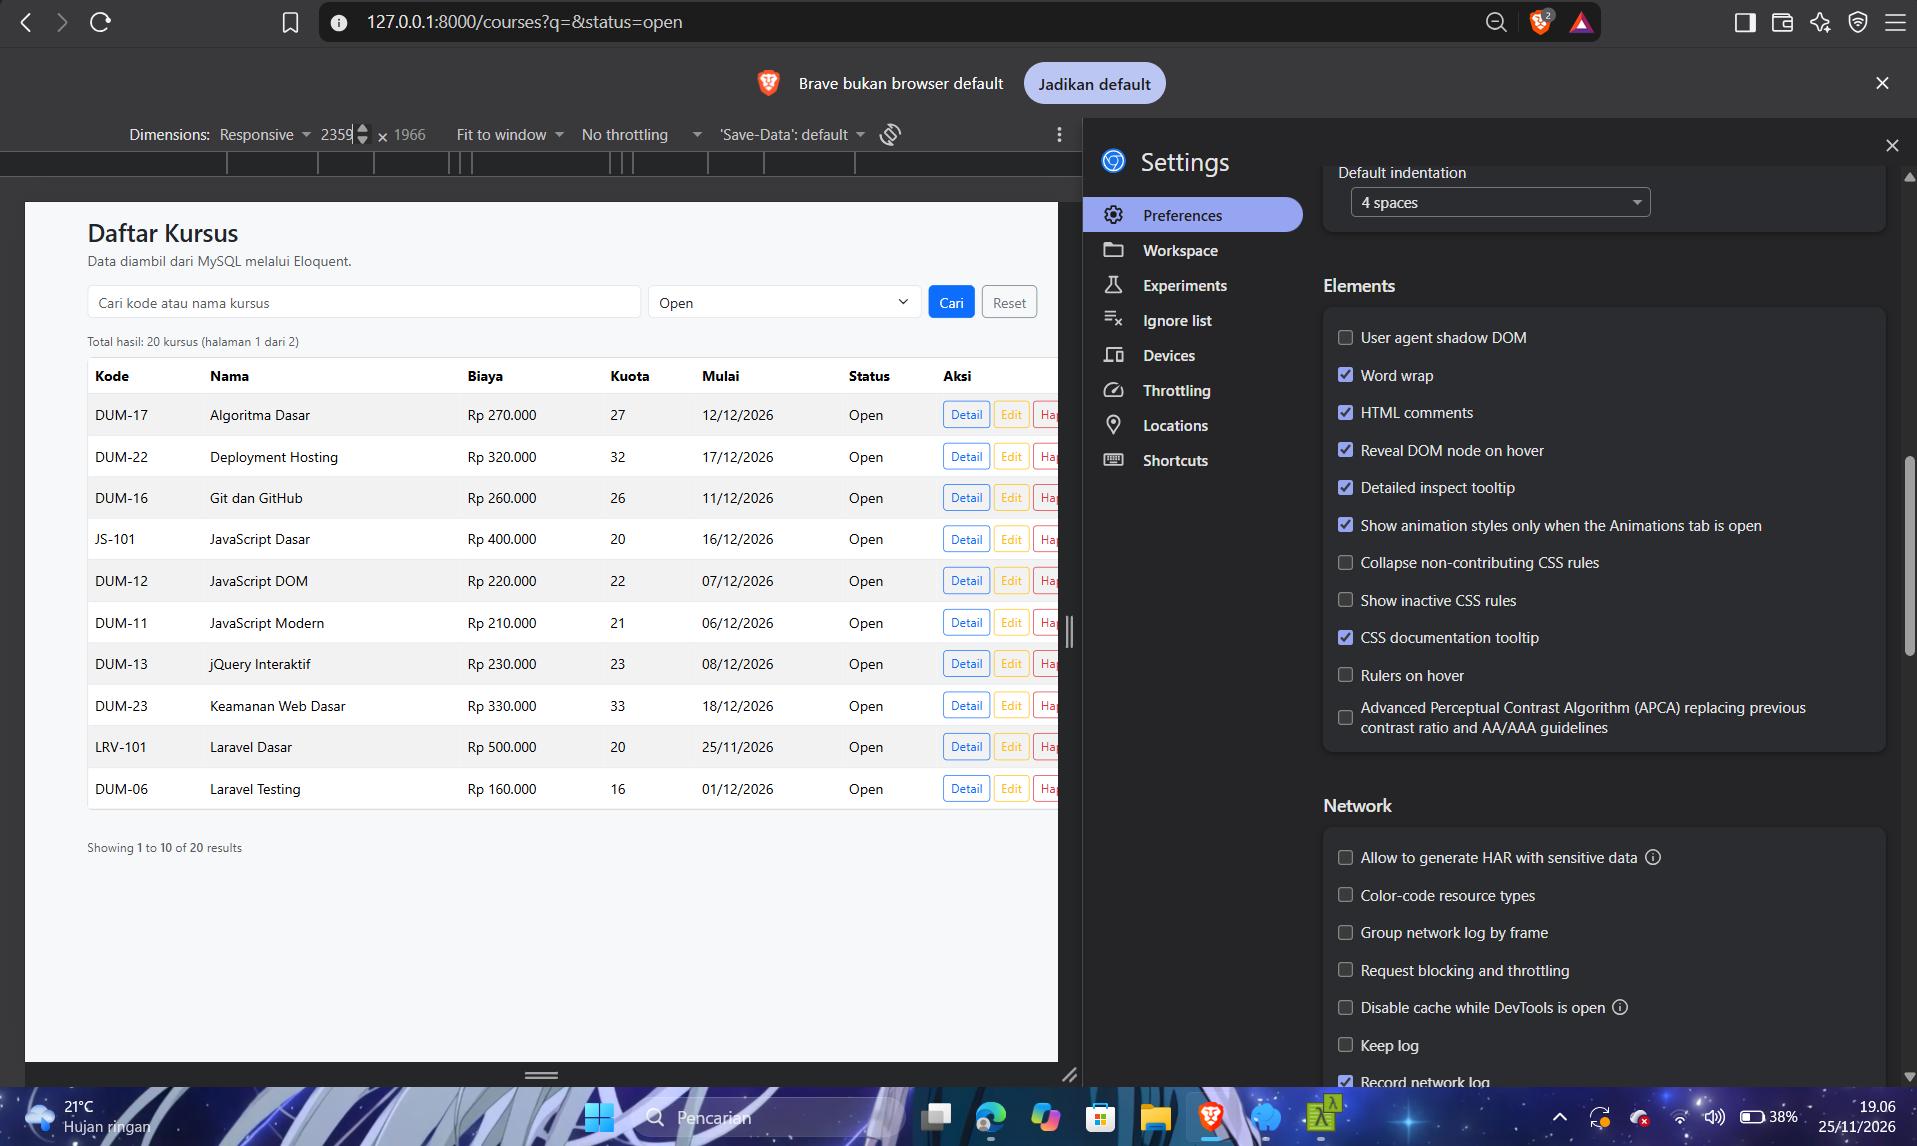 127.0.0.1:8000/courses?q=&status=open
2
Brave bukan browser default
Jadikan default
Dimensions: Responsive
2359
×
1966
Fit to window
No throttling
'Save-Data': default
Daftar Kursus
Data diambil dari MySQL melalui Eloquent.
Cari kode atau nama kursus
Open
Cari
Reset
Total hasil: 20 kursus (halaman 1 dari 2)
Kode Nama Biaya Kuota Mulai Status Aksi
DUM-17 Algoritma Dasar Rp 270.000 27 12/12/2026 Open Detail Edit Hap
DUM-22 Deployment Hosting Rp 320.000 32 17/12/2026 Open Detail Edit Hap
DUM-16 Git dan GitHub Rp 260.000 26 11/12/2026 Open Detail Edit Hap
JS-101 JavaScript Dasar Rp 400.000 20 16/12/2026 Open Detail Edit Hap
DUM-12 JavaScript DOM Rp 220.000 22 07/12/2026 Open Detail Edit Hap
DUM-11 JavaScript Modern Rp 210.000 21 06/12/2026 Open Detail Edit Hap
DUM-13 jQuery Interaktif Rp 230.000 23 08/12/2026 Open Detail Edit Hap
DUM-23 Keamanan Web Dasar Rp 330.000 33 18/12/2026 Open Detail Edit Hap
LRV-101 Laravel Dasar Rp 500.000 20 25/11/2026 Open Detail Edit Hap
DUM-06 Laravel Testing Rp 160.000 16 01/12/2026 Open Detail Edit Hap
Showing 1 to 10 of 20 results
Settings
Preferences
Workspace
Experiments
Ignore list
Devices
Throttling
Locations
Shortcuts
Default indentation
4 spaces
Elements
User agent shadow DOM
Word wrap
HTML comments
Reveal DOM node on hover
Detailed inspect tooltip
Show animation styles only when the Animations tab is open
Collapse non-contributing CSS rules
Show inactive CSS rules
CSS documentation tooltip
Rulers on hover
Advanced Perceptual Contrast Algorithm (APCA) replacing previous
contrast ratio and AA/AAA guidelines
Network
Allow to generate HAR with sensitive data
Color-code resource types
Group network log by frame
Request blocking and throttling
Disable cache while DevTools is open
Keep log
Record network log
21°C
Hujan ringan
Pencarian
38%
19.06
25/11/2026